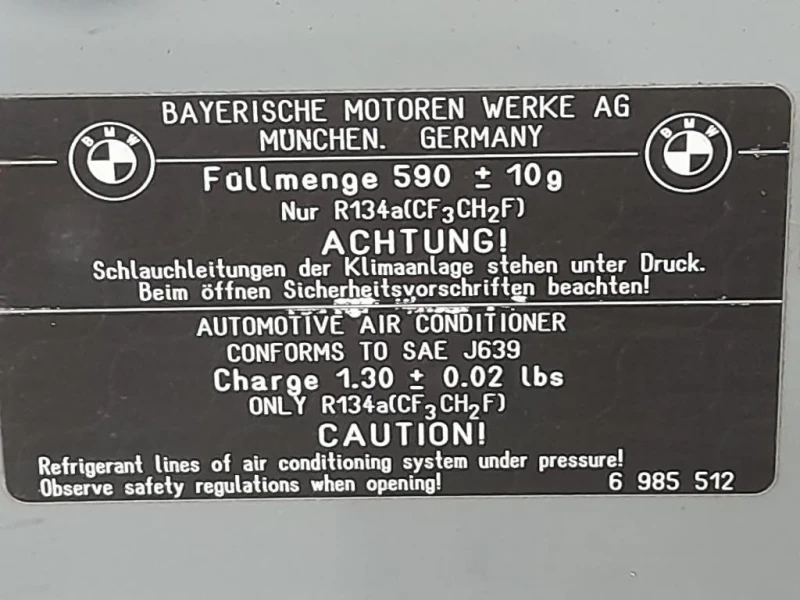 BAYERISCHE MOTOREN WERKE AG
MÜNCHEN. GERMANY
BMW
BMW
Füllmenge 590 ± 10g
Nur R134a(CF₃CH₂F)
ACHTUNG!
Schlauchleitungen der Klimaanlage stehen unter Druck.
Beim öffnen Sicherheitsvorschriften beachten!
AUTOMOTIVE AIR CONDITIONER
CONFORMS TO SAE J639
Charge 1.30 ± 0.02 lbs
ONLY R134a(CF₃CH₂F)
CAUTION!
Refrigerant lines of air conditioning system under pressure!
Observe safety regulations when opening!
6 985 512